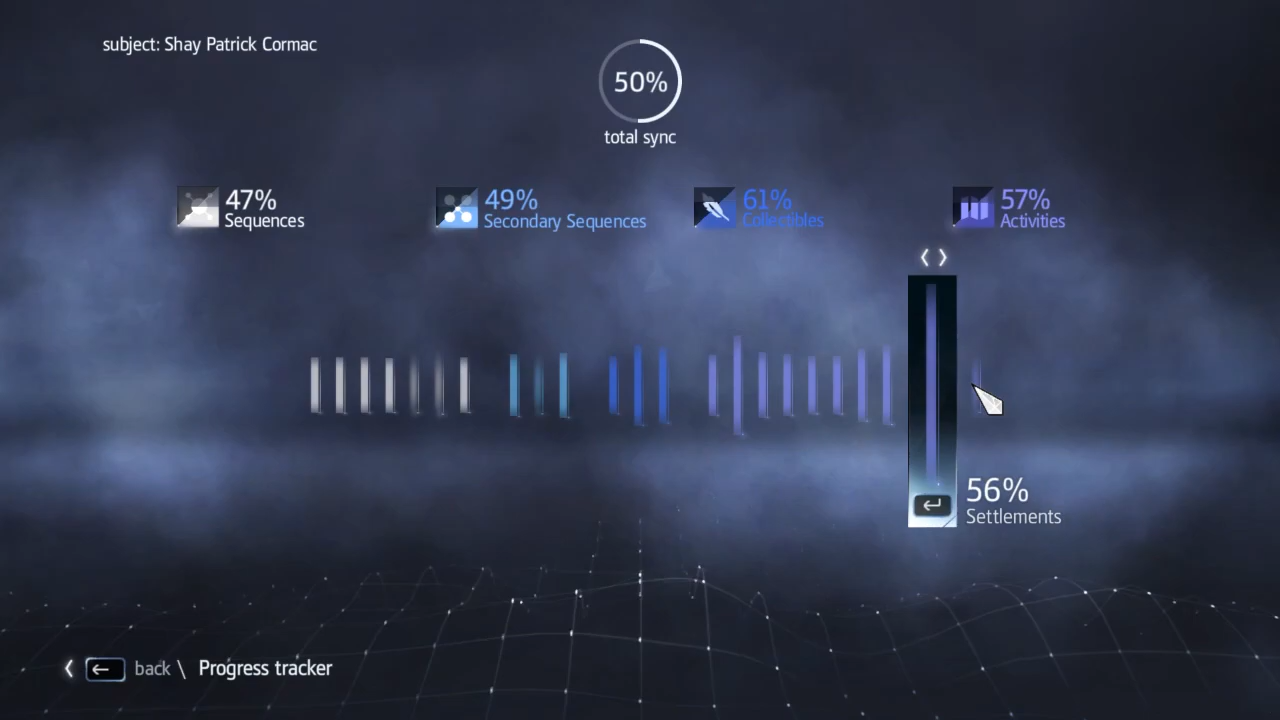 subject: Shay Patrick Cormac
50%
total sync
47%
Sequences
49%
Secondary Sequences
61%
Collectibles
57%
Activities
56%
Settlements
back \ Progress tracker